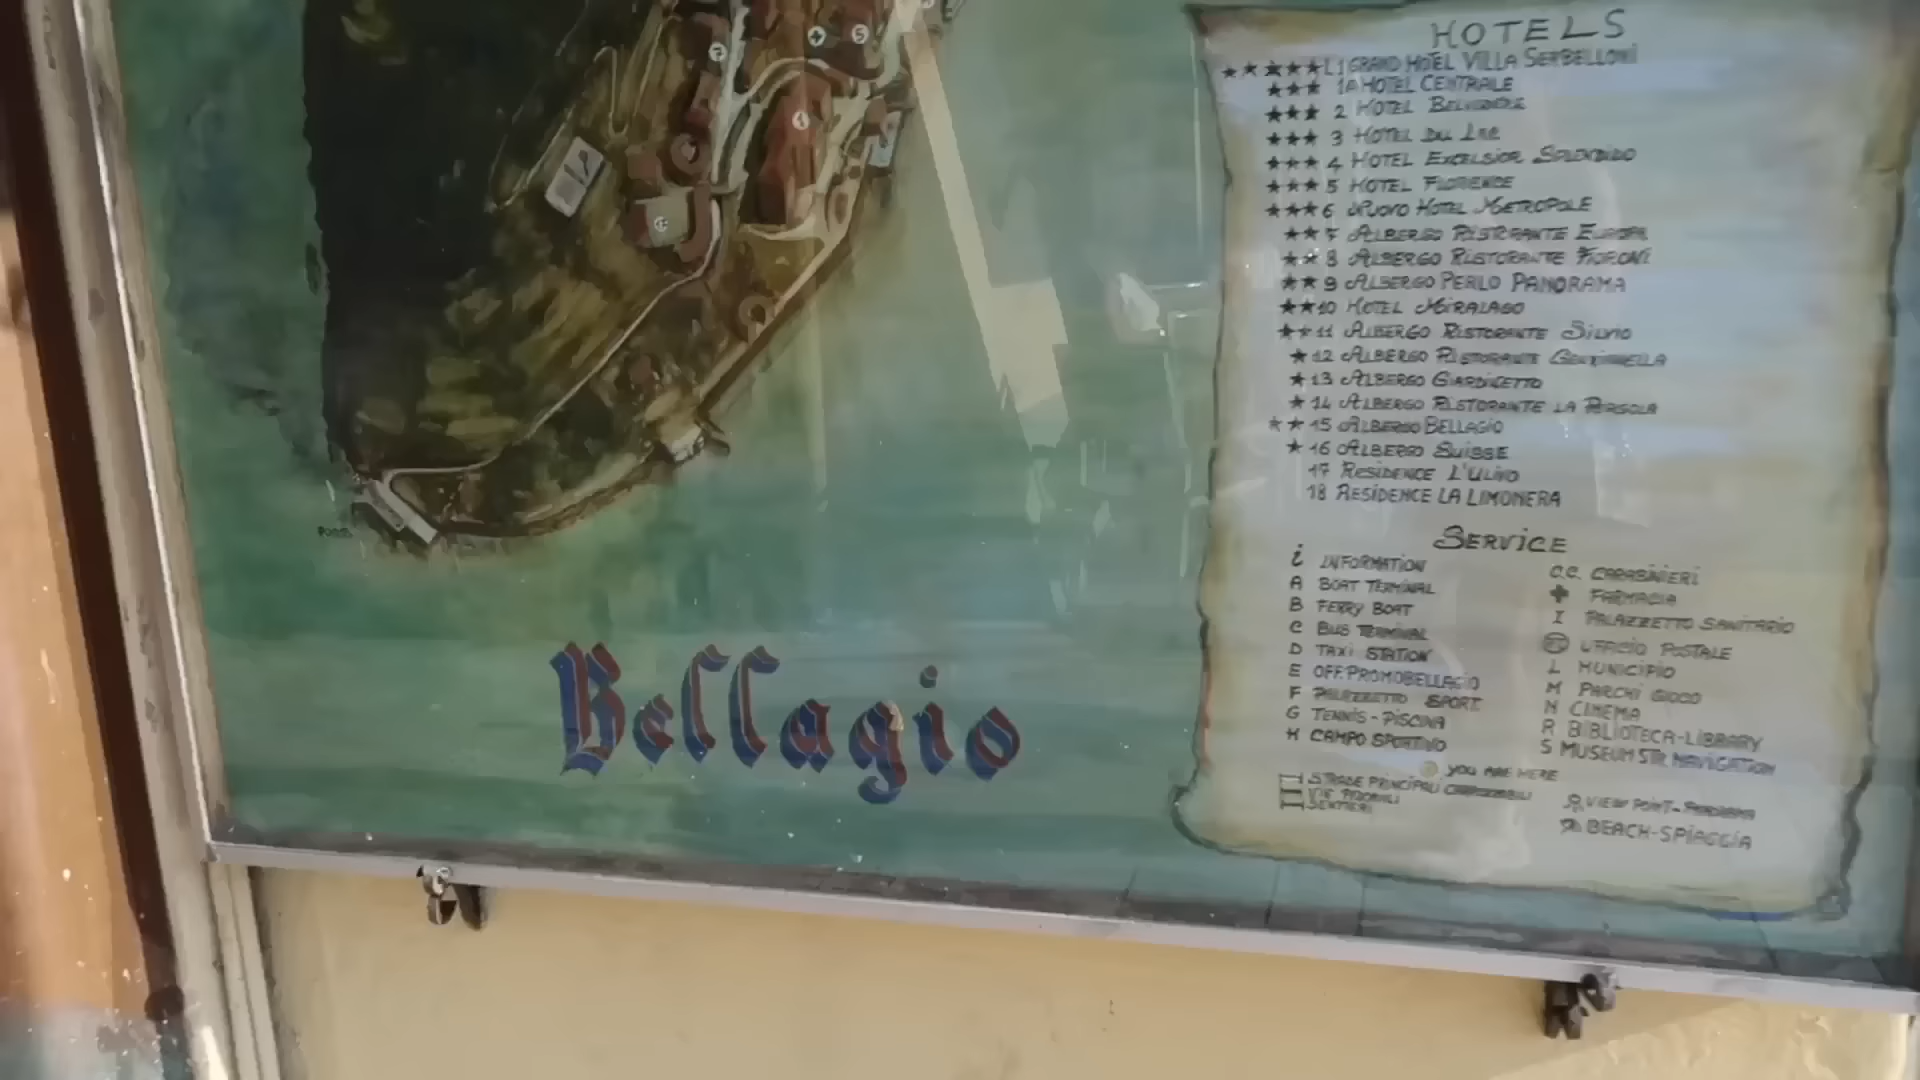 HOTELS
★★★★★L1 GRAND HOTEL VILLA SERBELLONI
★★★ 1A HOTEL CENTRALE
★★★ 2 HOTEL BELVEDERE
★★★ 3 HOTEL DU LAC
★★★ 4 HOTEL EXCELSIOR SPLENDIDO
★★★ 5 HOTEL FLORENCE
★★★ 6 NUOVO HOTEL METROPOLE
★★ 7 ALBERGO RISTORANTE EUROPA
★★ 8 ALBERGO RISTORANTE FIORONI
★★ 9 ALBERGO PERLO PANORAMA
★★ 10 HOTEL MIRALAGO
★★ 11 ALBERGO RISTORANTE SILVIO
★ 12 ALBERGO RISTORANTE GENZIANELLA
★ 13 ALBERGO GIARDINETTO
★ 14 ALBERGO RISTORANTE LA PERGOLA
★★ 15 ALBERGO BELLAGIO
★ 16 ALBERGO SUISSE
17 RESIDENCE L'ULIVO
18 RESIDENCE LA LIMONERA
SERVICE
i INFORMATION
A BOAT TERMINAL
B FERRY BOAT
C BUS TERMINAL
D TAXI STATION
E OFF. PROMOBELLAGIO
F PALAZZETTO SPORT
G TENNIS-PISCINA
H CAMPO SPORTIVO
C.C. CARABINIERI
✚ FARMACIA
I PALAZZETTO SANITARIO
UFFICIO POSTALE
L MUNICIPIO
M PARCHI GIOCO
N CINEMA
R BIBLIOTECA-LIBRARY
S MUSEUM STR. NAVIGATION
YOU ARE HERE
STRADE PRINCIPALI CARROZZABILI
VIE PEDONALI
SENTIERI
VIEW POINT-PANORAMA
BEACH-SPIAGGIA
Bellagio